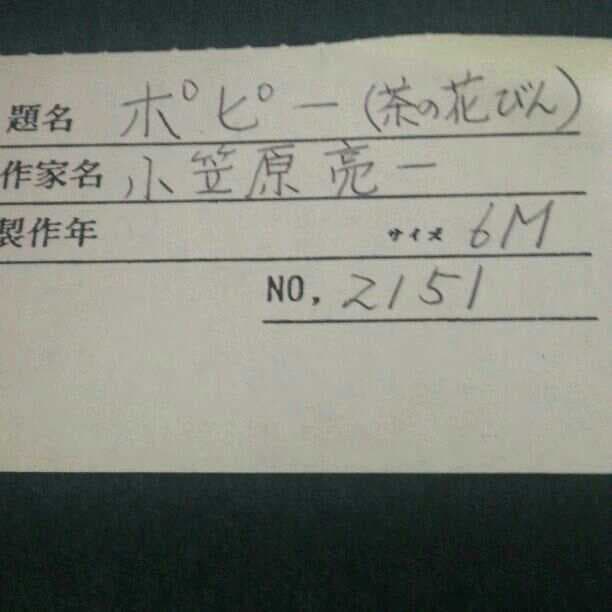 題名 ポピー(茶の花びん)
作家名 小笠原亮一
製作年 サイズ 6M
NO, 2151